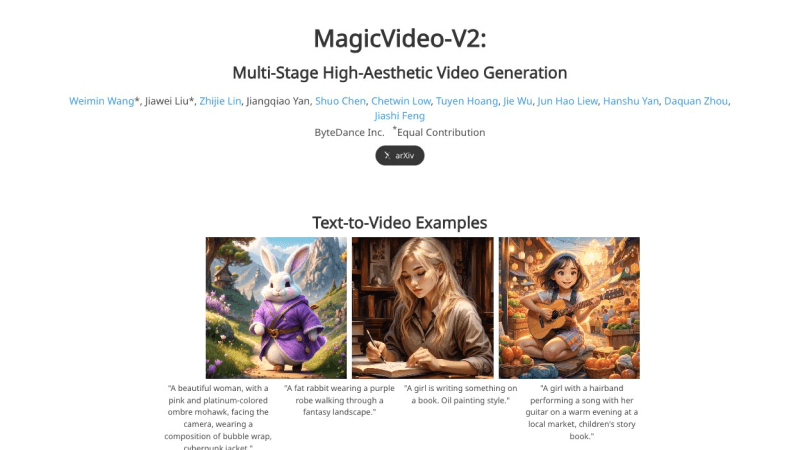 MagicVideo-V2:
Multi-Stage High-Aesthetic Video Generation
Weimin Wang*, Jiawei Liu*, Zhijie Lin, Jiangqiao Yan, Shuo Chen, Chetwin Low, Tuyen Hoang, Jie Wu, Jun Hao Liew, Hanshu Yan, Daquan Zhou,
Jiashi Feng
ByteDance Inc. *Equal Contribution
arXiv
Text-to-Video Examples
"A beautiful woman, with a
pink and platinum-colored
ombre mohawk, facing the
camera, wearing a
composition of bubble wrap,
cyberpunk jacket."
"A fat rabbit wearing a purple
robe walking through a
fantasy landscape."
"A girl is writing something on
a book. Oil painting style."
"A girl with a hairband
performing a song with her
guitar on a warm evening at a
local market, children's story
book."